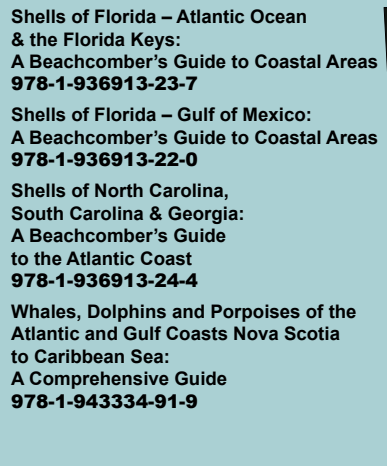 Shells of Florida – Atlantic Ocean
& the Florida Keys:
A Beachcomber's Guide to Coastal Areas
978-1-936913-23-7
Shells of Florida – Gulf of Mexico:
A Beachcomber's Guide to Coastal Areas
978-1-936913-22-0
Shells of North Carolina,
South Carolina & Georgia:
A Beachcomber's Guide
to the Atlantic Coast
978-1-936913-24-4
Whales, Dolphins and Porpoises of the
Atlantic and Gulf Coasts Nova Scotia
to Caribbean Sea:
A Comprehensive Guide
978-1-943334-91-9